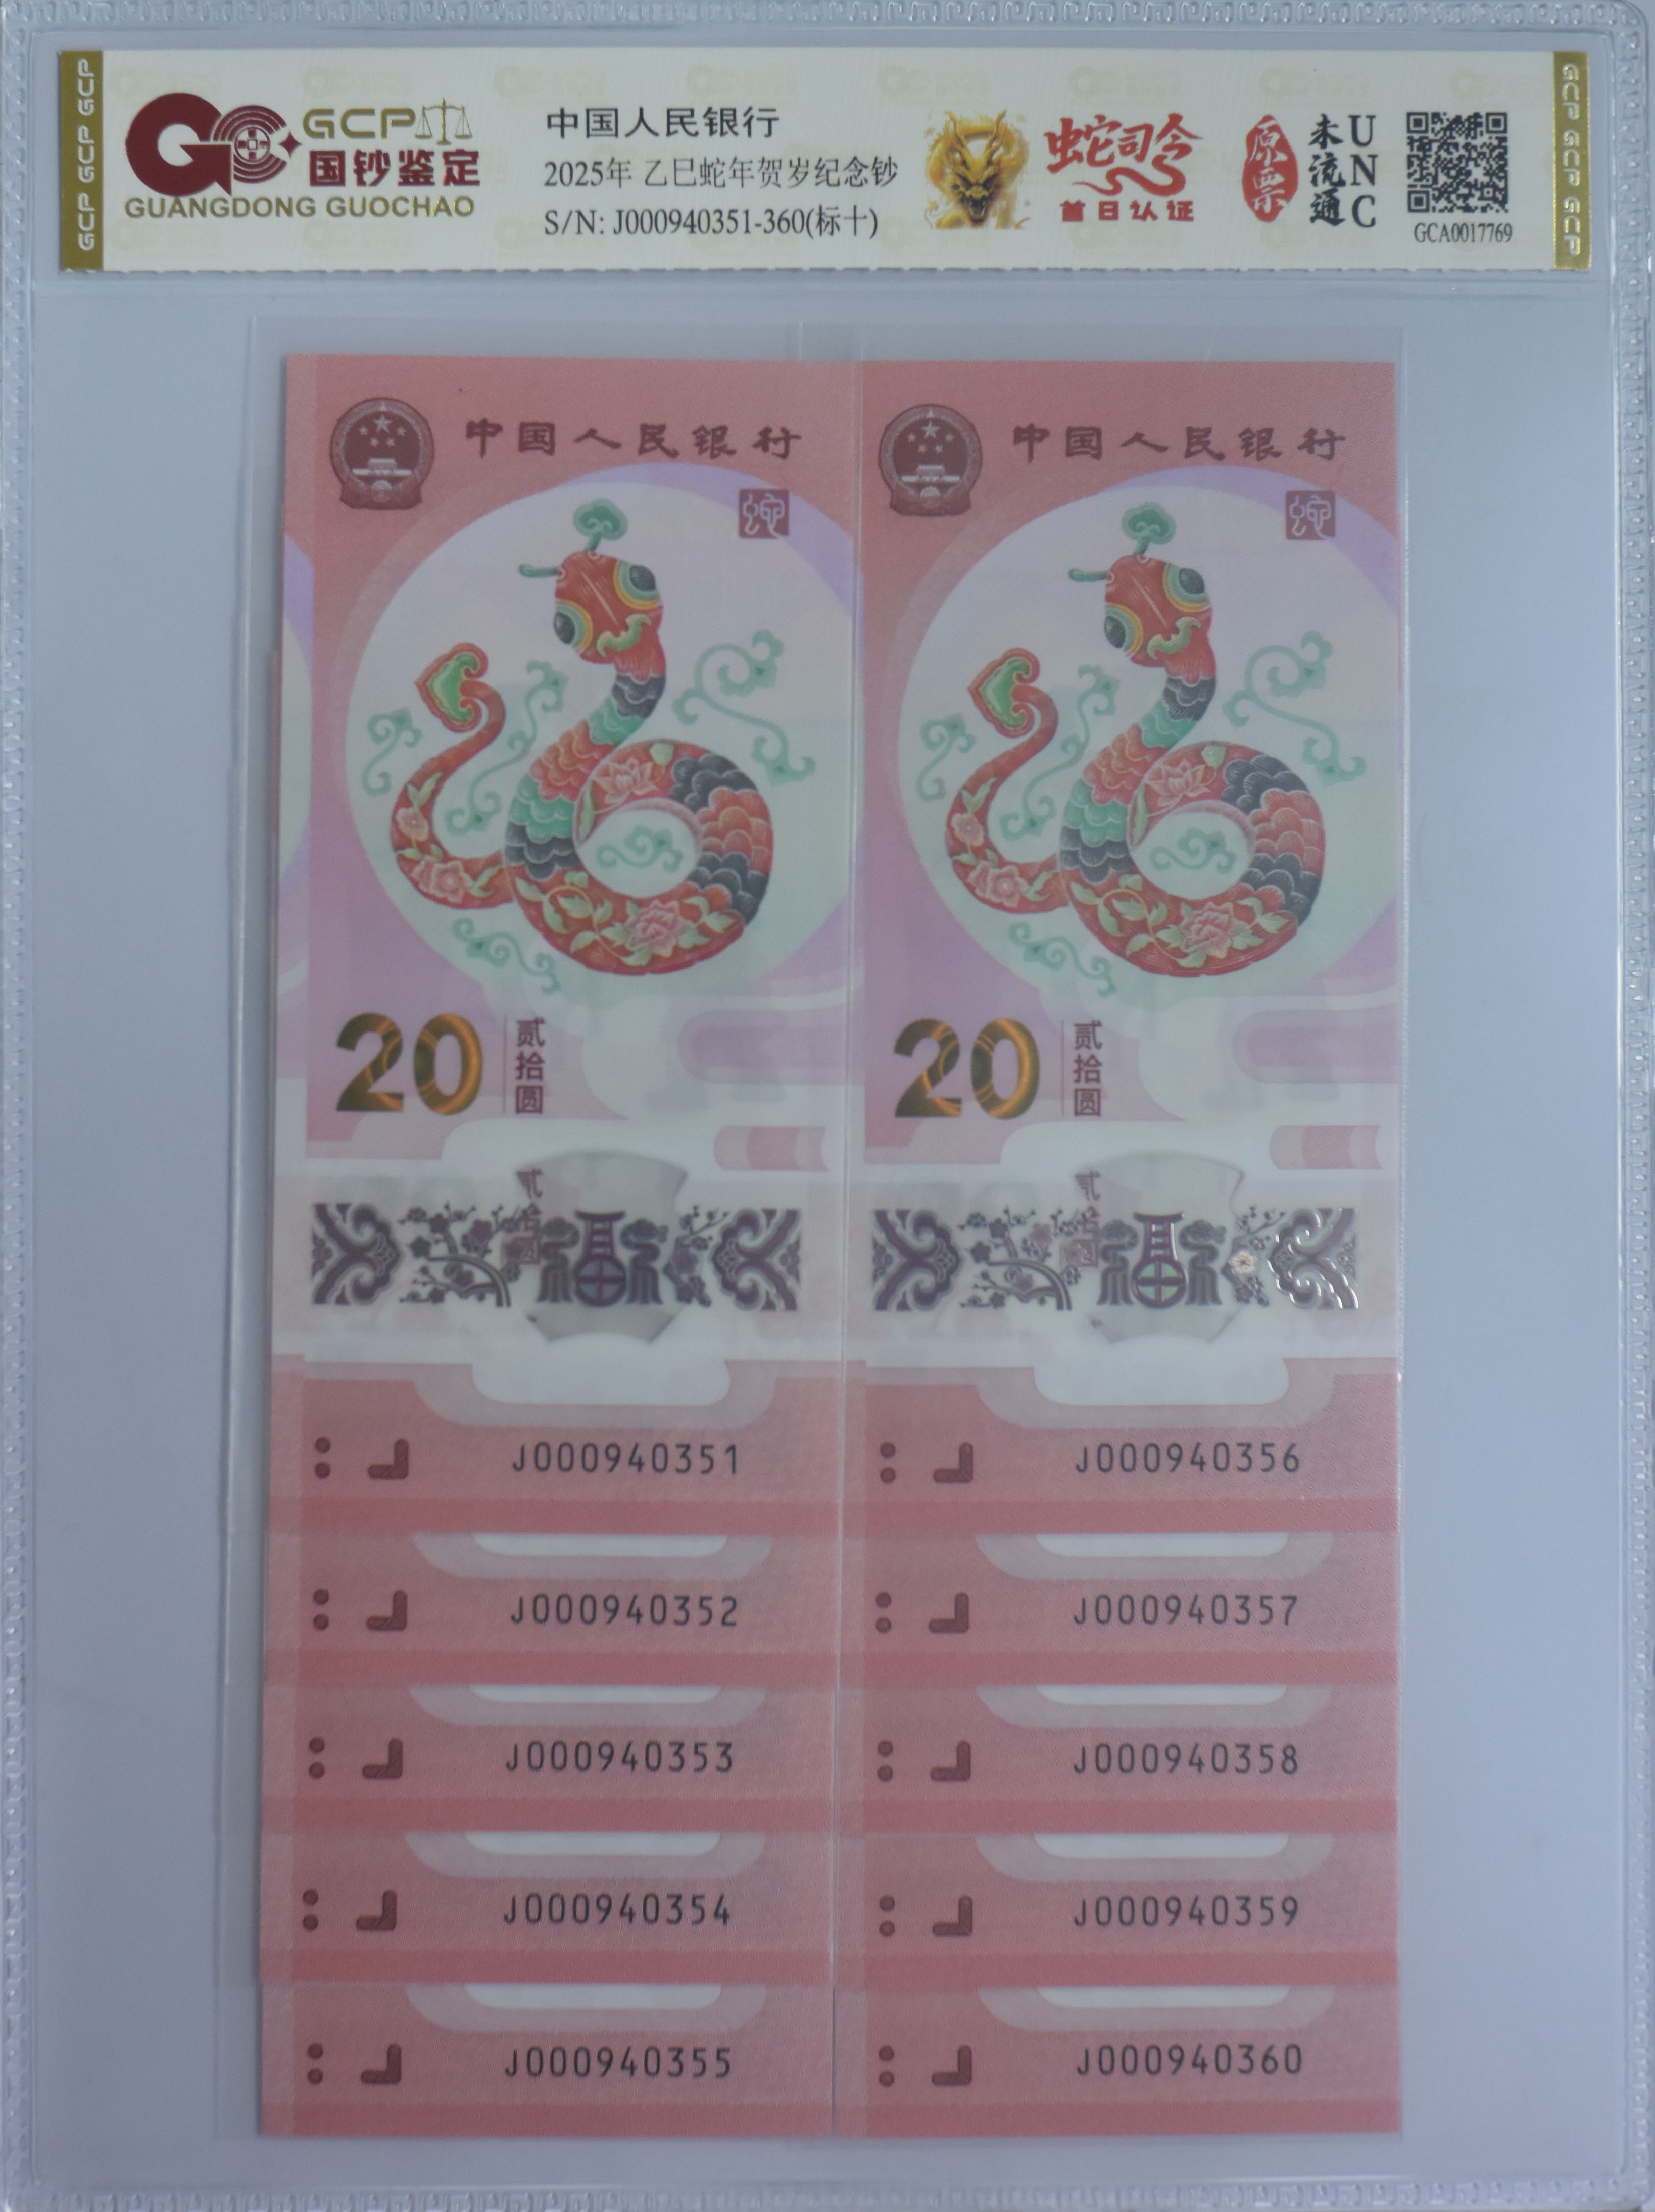 GCP GCP GCP
GCP
国钞鉴定
GUANGDONG GUOCHAO
中国人民银行
2025年 乙巳蛇年贺岁纪念钞
S/N: J000940351-360(标十)
蛇司令
首日认证
原票
未流通
UNC
GCA0017769
GCP GCP GCP
中国人民银行
蛇
20
贰拾圆
福
J000940351
J000940352
J000940353
J000940354
J000940355
中国人民银行
蛇
20
贰拾圆
福
J000940356
J000940357
J000940358
J000940359
J000940360